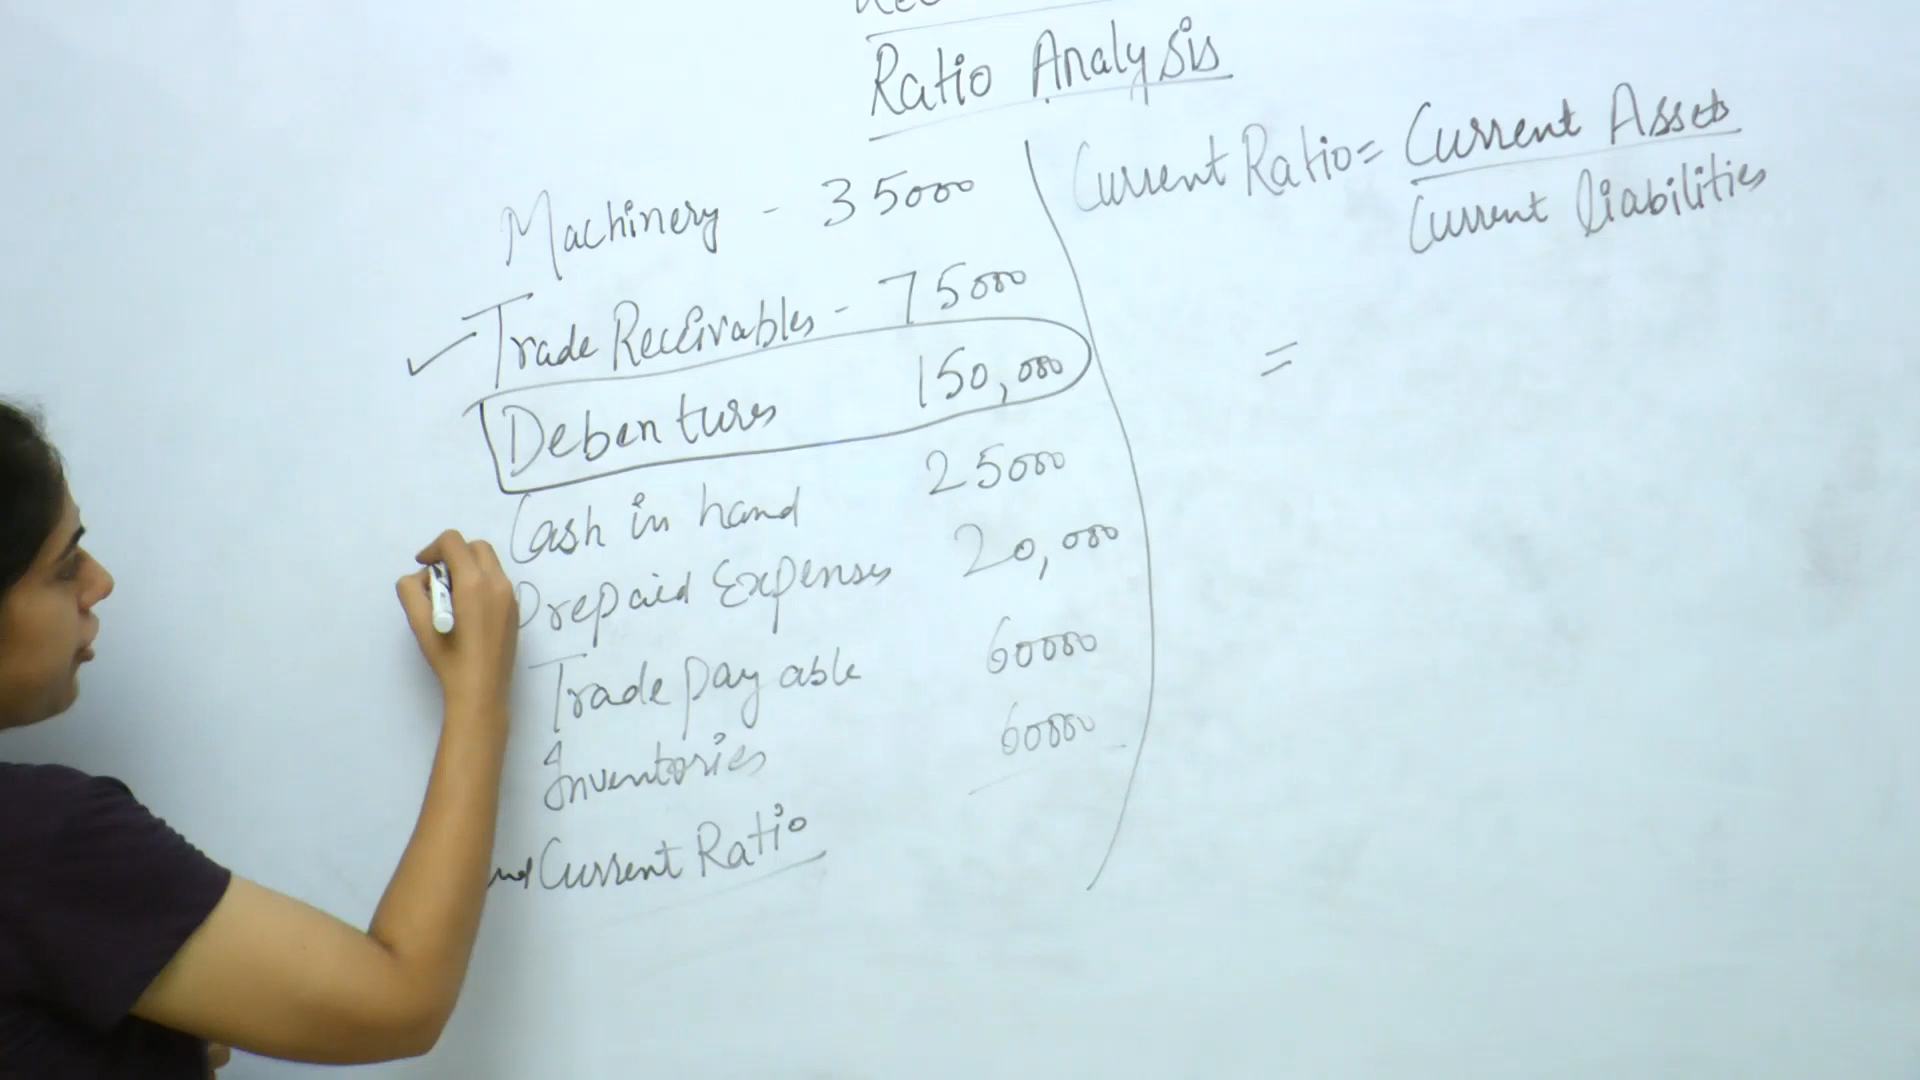 Ratio Analysis
Machinery - 35000
Trade Receivables - 75000
Debentures 150,000
Cash in hand 25000
Prepaid Expenses 20,000
Trade payable 60000
Inventories 60000
Current Ratio
Current Ratio = Current Assets
Current liabilities
=